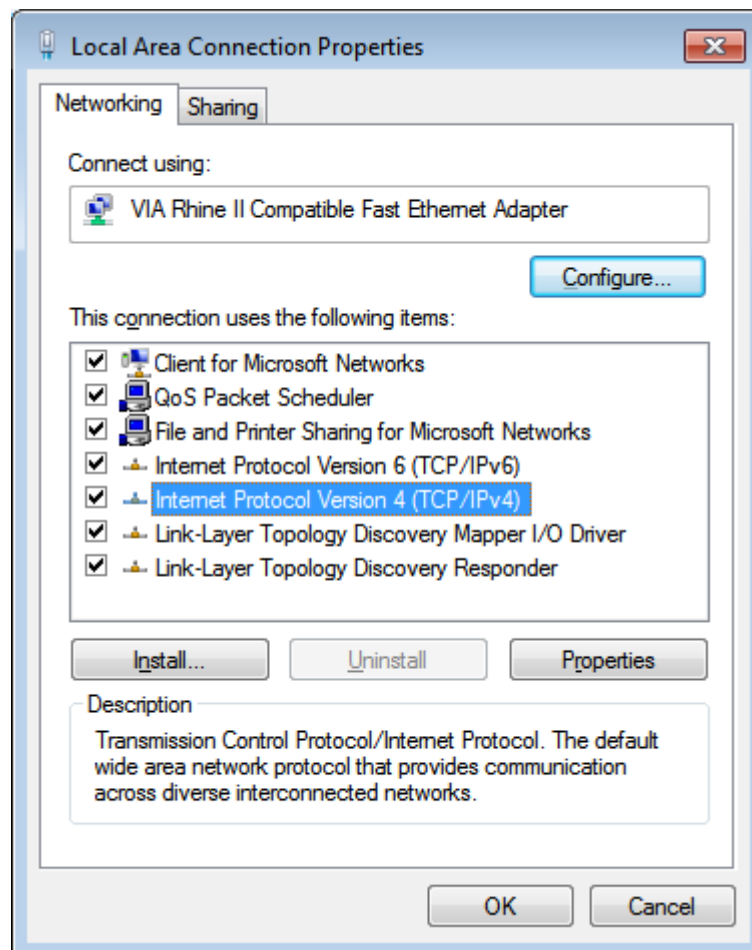 Local Area Connection Properties
Networking
Sharing
Connect using:
VIA Rhine II Compatible Fast Ethernet Adapter
Configure...
This connection uses the following items:
Client for Microsoft Networks
QoS Packet Scheduler
File and Printer Sharing for Microsoft Networks
Internet Protocol Version 6 (TCP/IPv6)
Internet Protocol Version 4 (TCP/IPv4)
Link-Layer Topology Discovery Mapper I/O Driver
Link-Layer Topology Discovery Responder
Install...
Uninstall
Properties
Description
Transmission Control Protocol/Internet Protocol. The default
wide area network protocol that provides communication
across diverse interconnected networks.
OK
Cancel